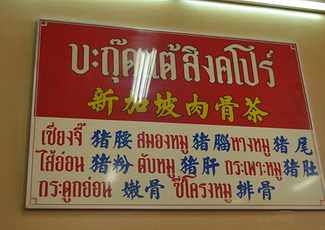 บะกุ๊ดเต๋สิงคโปร์
新加坡肉骨茶
เซี่ยงจี๊ 猪腰 สมองหมู 猪腦 หางหมู 猪尾
ไส้อ่อน 猪粉 ตับหมู 猪肝 กระเพาะหมู 猪肚
กระดูกอ่อน 嫩骨 ซี่โครงหมู 排骨